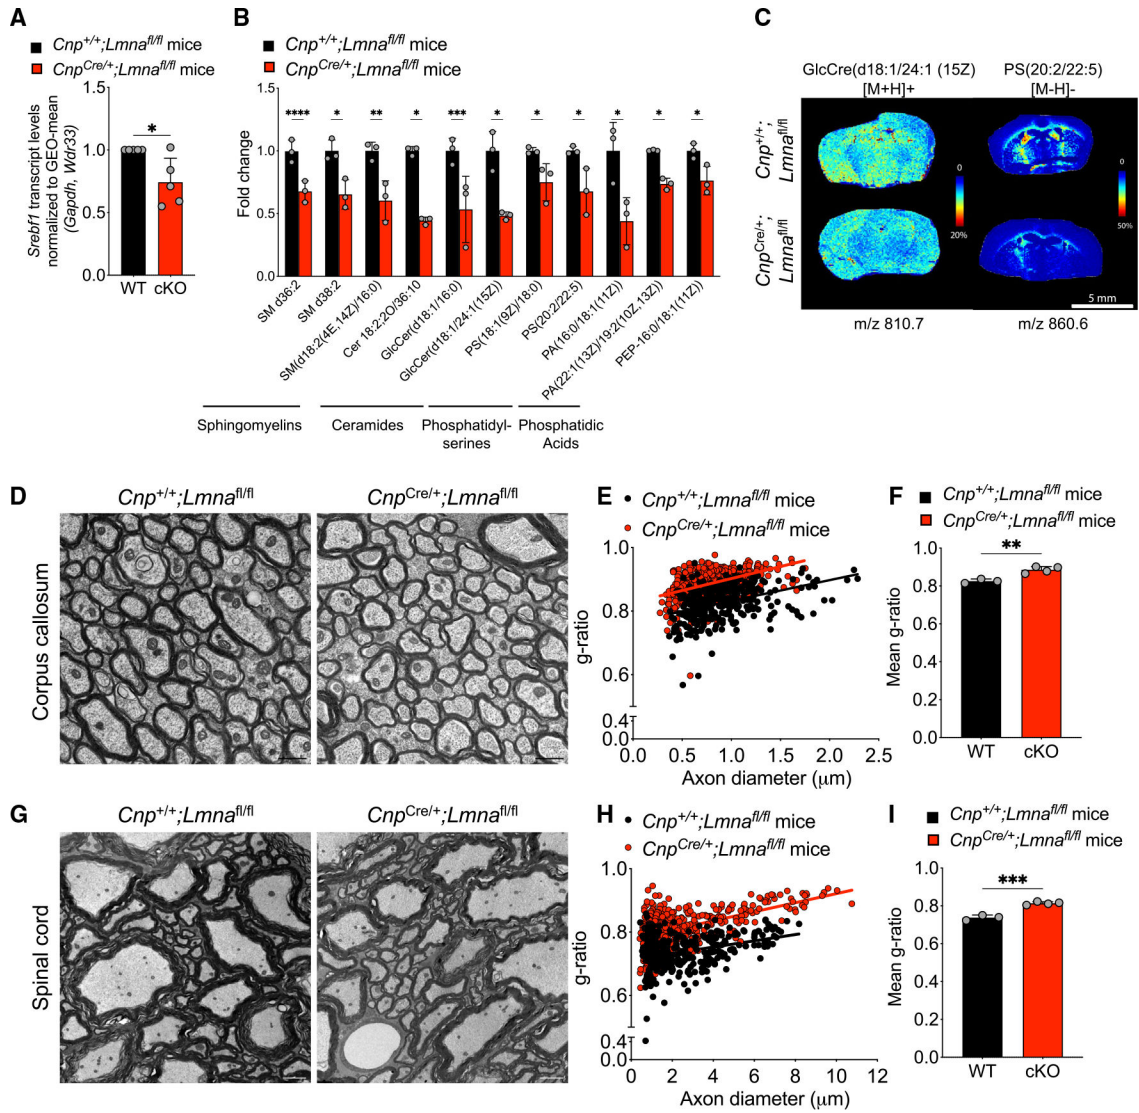 A
Cnp+/+;Lmnafl/fl mice
CnpCre/+;Lmnafl/fl mice
Srebf1 transcript levels
normalized to GEO-mean
(Gapdh, Wdr33)
1.5
1.0
0.5
0.0
*
WT cKO
B
Cnp+/+;Lmnafl/fl mice
CnpCre/+;Lmnafl/fl mice
Fold change
1.5
1.0
0.5
0.0
**** * ** * *** * * * * * *
SM d36:2
SM d38:2
SM(d18:2(4E,14Z)/16:0)
Cer 18:2;2O/36:10
GlcCer(d18:1/16:0)
GlcCer(d18:1/24:1(15Z))
PS(18:1(9Z)/18:0)
PS(20:2/22:5)
PA(16:0/18:1(11Z)
PA(22:1(13Z)/19:2(10Z,13Z)
PEP-16:0/18:1(11Z)
Sphingomyelins
Ceramides
Phosphatidyl-
serines
Phosphatidic
Acids
C
GlcCre(d18:1/24:1 (15Z)
[M+H]+
PS(20:2/22:5)
[M-H]-
Cnp+/+;
Lmnafl/fl
CnpCre/+;
Lmnafl/fl
0
20%
0
50%
5 mm
m/z 810.7
m/z 860.6
D
Cnp+/+;Lmnafl/fl
CnpCre/+;Lmnafl/fl
Corpus callosum
E
Cnp+/+;Lmnafl/fl mice
CnpCre/+;Lmnafl/fl mice
g-ratio
1.0
0.8
0.6
0.4
0.0
0.0 0.5 1.0 1.5 2.0 2.5
Axon diameter (μm)
F
Cnp+/+;Lmnafl/fl mice
CnpCre/+;Lmnafl/fl mice
Mean g-ratio
1.0
0.8
0.6
0.4
0.2
0.0
**
WT cKO
G
Cnp+/+;Lmnafl/fl
CnpCre/+;Lmnafl/fl
Spinal cord
H
Cnp+/+;Lmnafl/fl mice
CnpCre/+;Lmnafl/fl mice
g-ratio
1.0
0.8
0.6
0.4
0.0
0 2 4 6 8 10 12
Axon diameter (μm)
I
Cnp+/+;Lmnafl/fl mice
CnpCre/+;Lmnafl/fl mice
Mean g-ratio
1.0
0.8
0.6
0.4
0.2
0.0
***
WT cKO